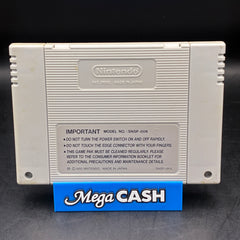 Nintendo
IMPORTANT MODEL NO.: SNSP-006
•DO NOT TURN THE POWER SWITCH ON AND OFF RAPIDLY.
•DO NOT TOUCH THE EDGE CONNECTOR WITH YOUR FINGERS.
•THIS GAME PAK MUST BE CLEANED REGULARLY. PLEASE
REFER TO THE CONSUMER INFORMATION BOOKLET FOR
ADDITIONAL PRECAUTIONS AND MAINTENANCE DETAILS.
NINTENDO MADE IN JAPAN
Mega CASH